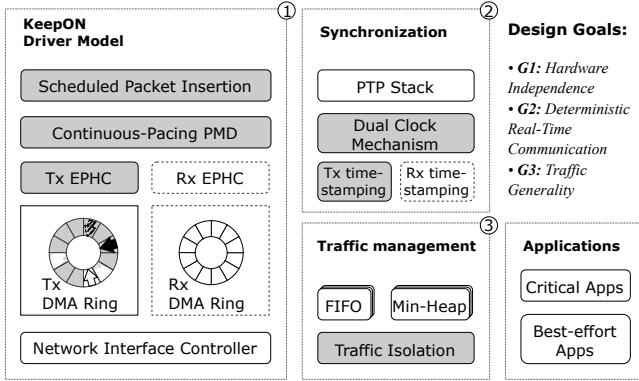 ①
KeepON
Driver Model
Scheduled Packet Insertion
Continuous-Pacing PMD
Tx EPHC
Rx EPHC
Tx
DMA Ring
Rx
DMA Ring
Network Interface Controller
②
Synchronization
PTP Stack
Dual Clock
Mechanism
Tx time-
stamping
Rx time-
stamping
③
Traffic management
FIFO
Min-Heap
Traffic Isolation
Design Goals:
• G1: Hardware
Independence
• G2: Deterministic
Real-Time
Communication
• G3: Traffic
Generality
Applications
Critical Apps
Best-effort
Apps